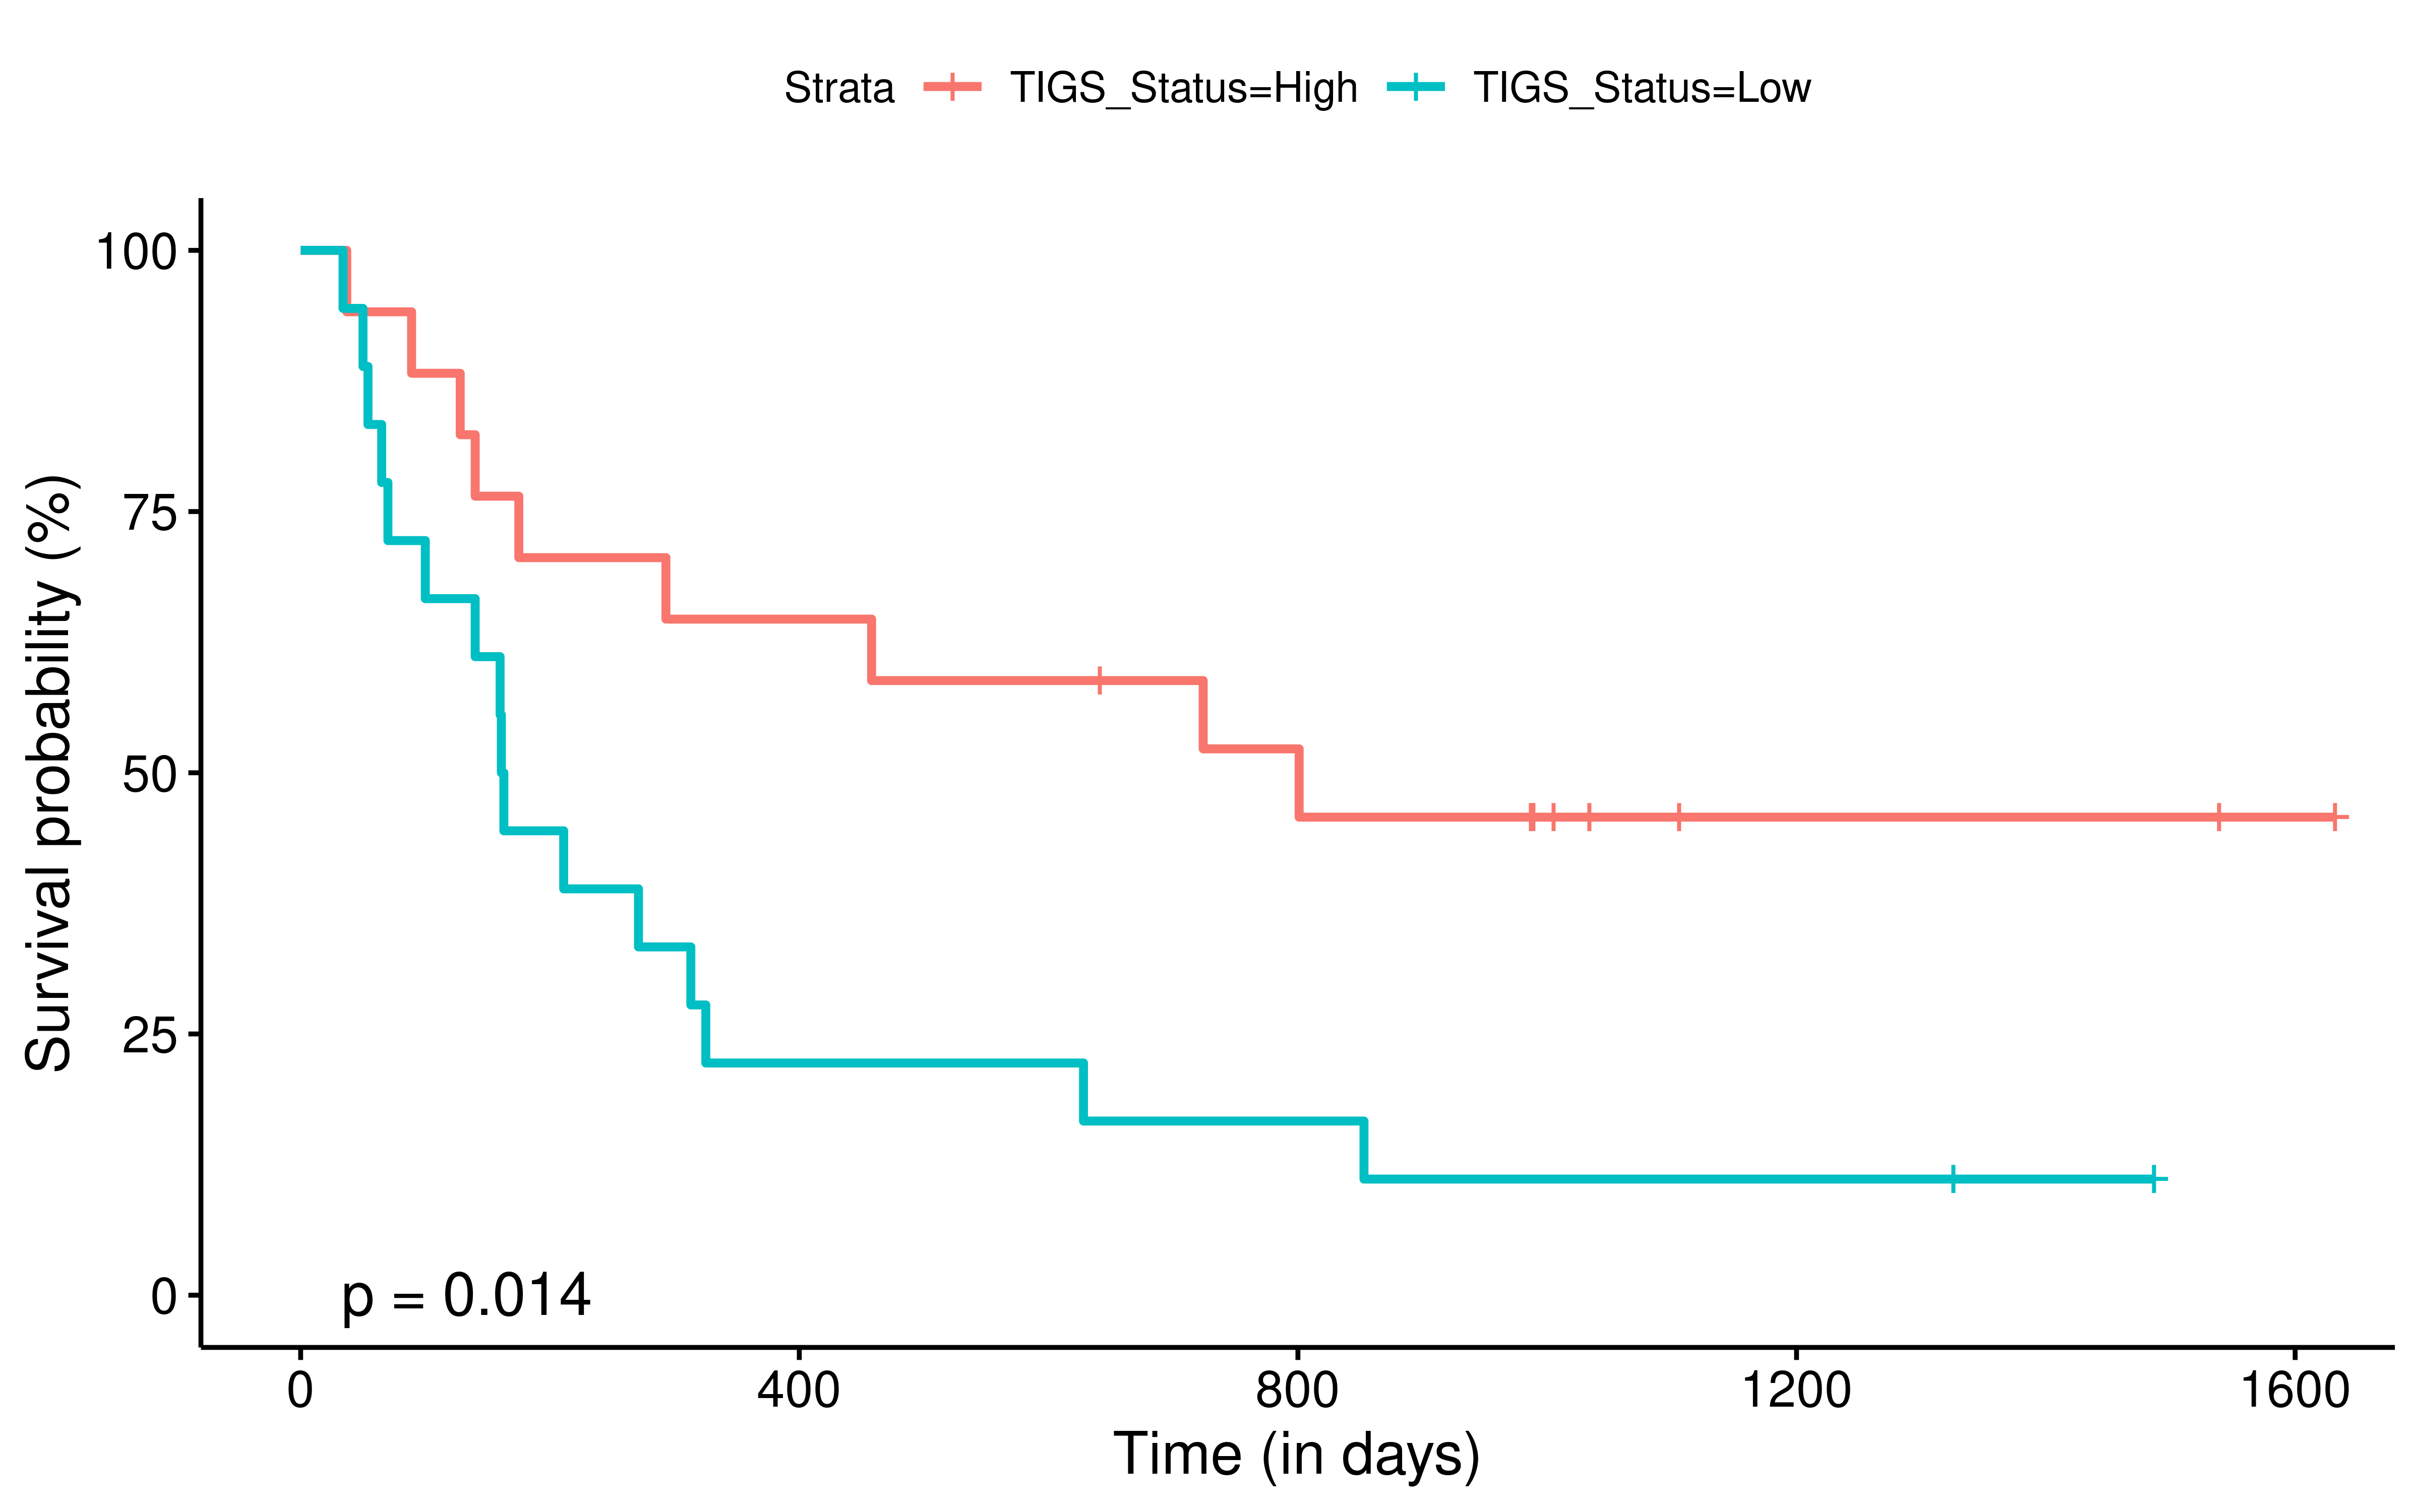 Strata TIGS_Status=High TIGS_Status=Low
Survival probability (%)
100
75
50
25
0
p = 0.014
0 400 800 1200 1600
Time (in days)